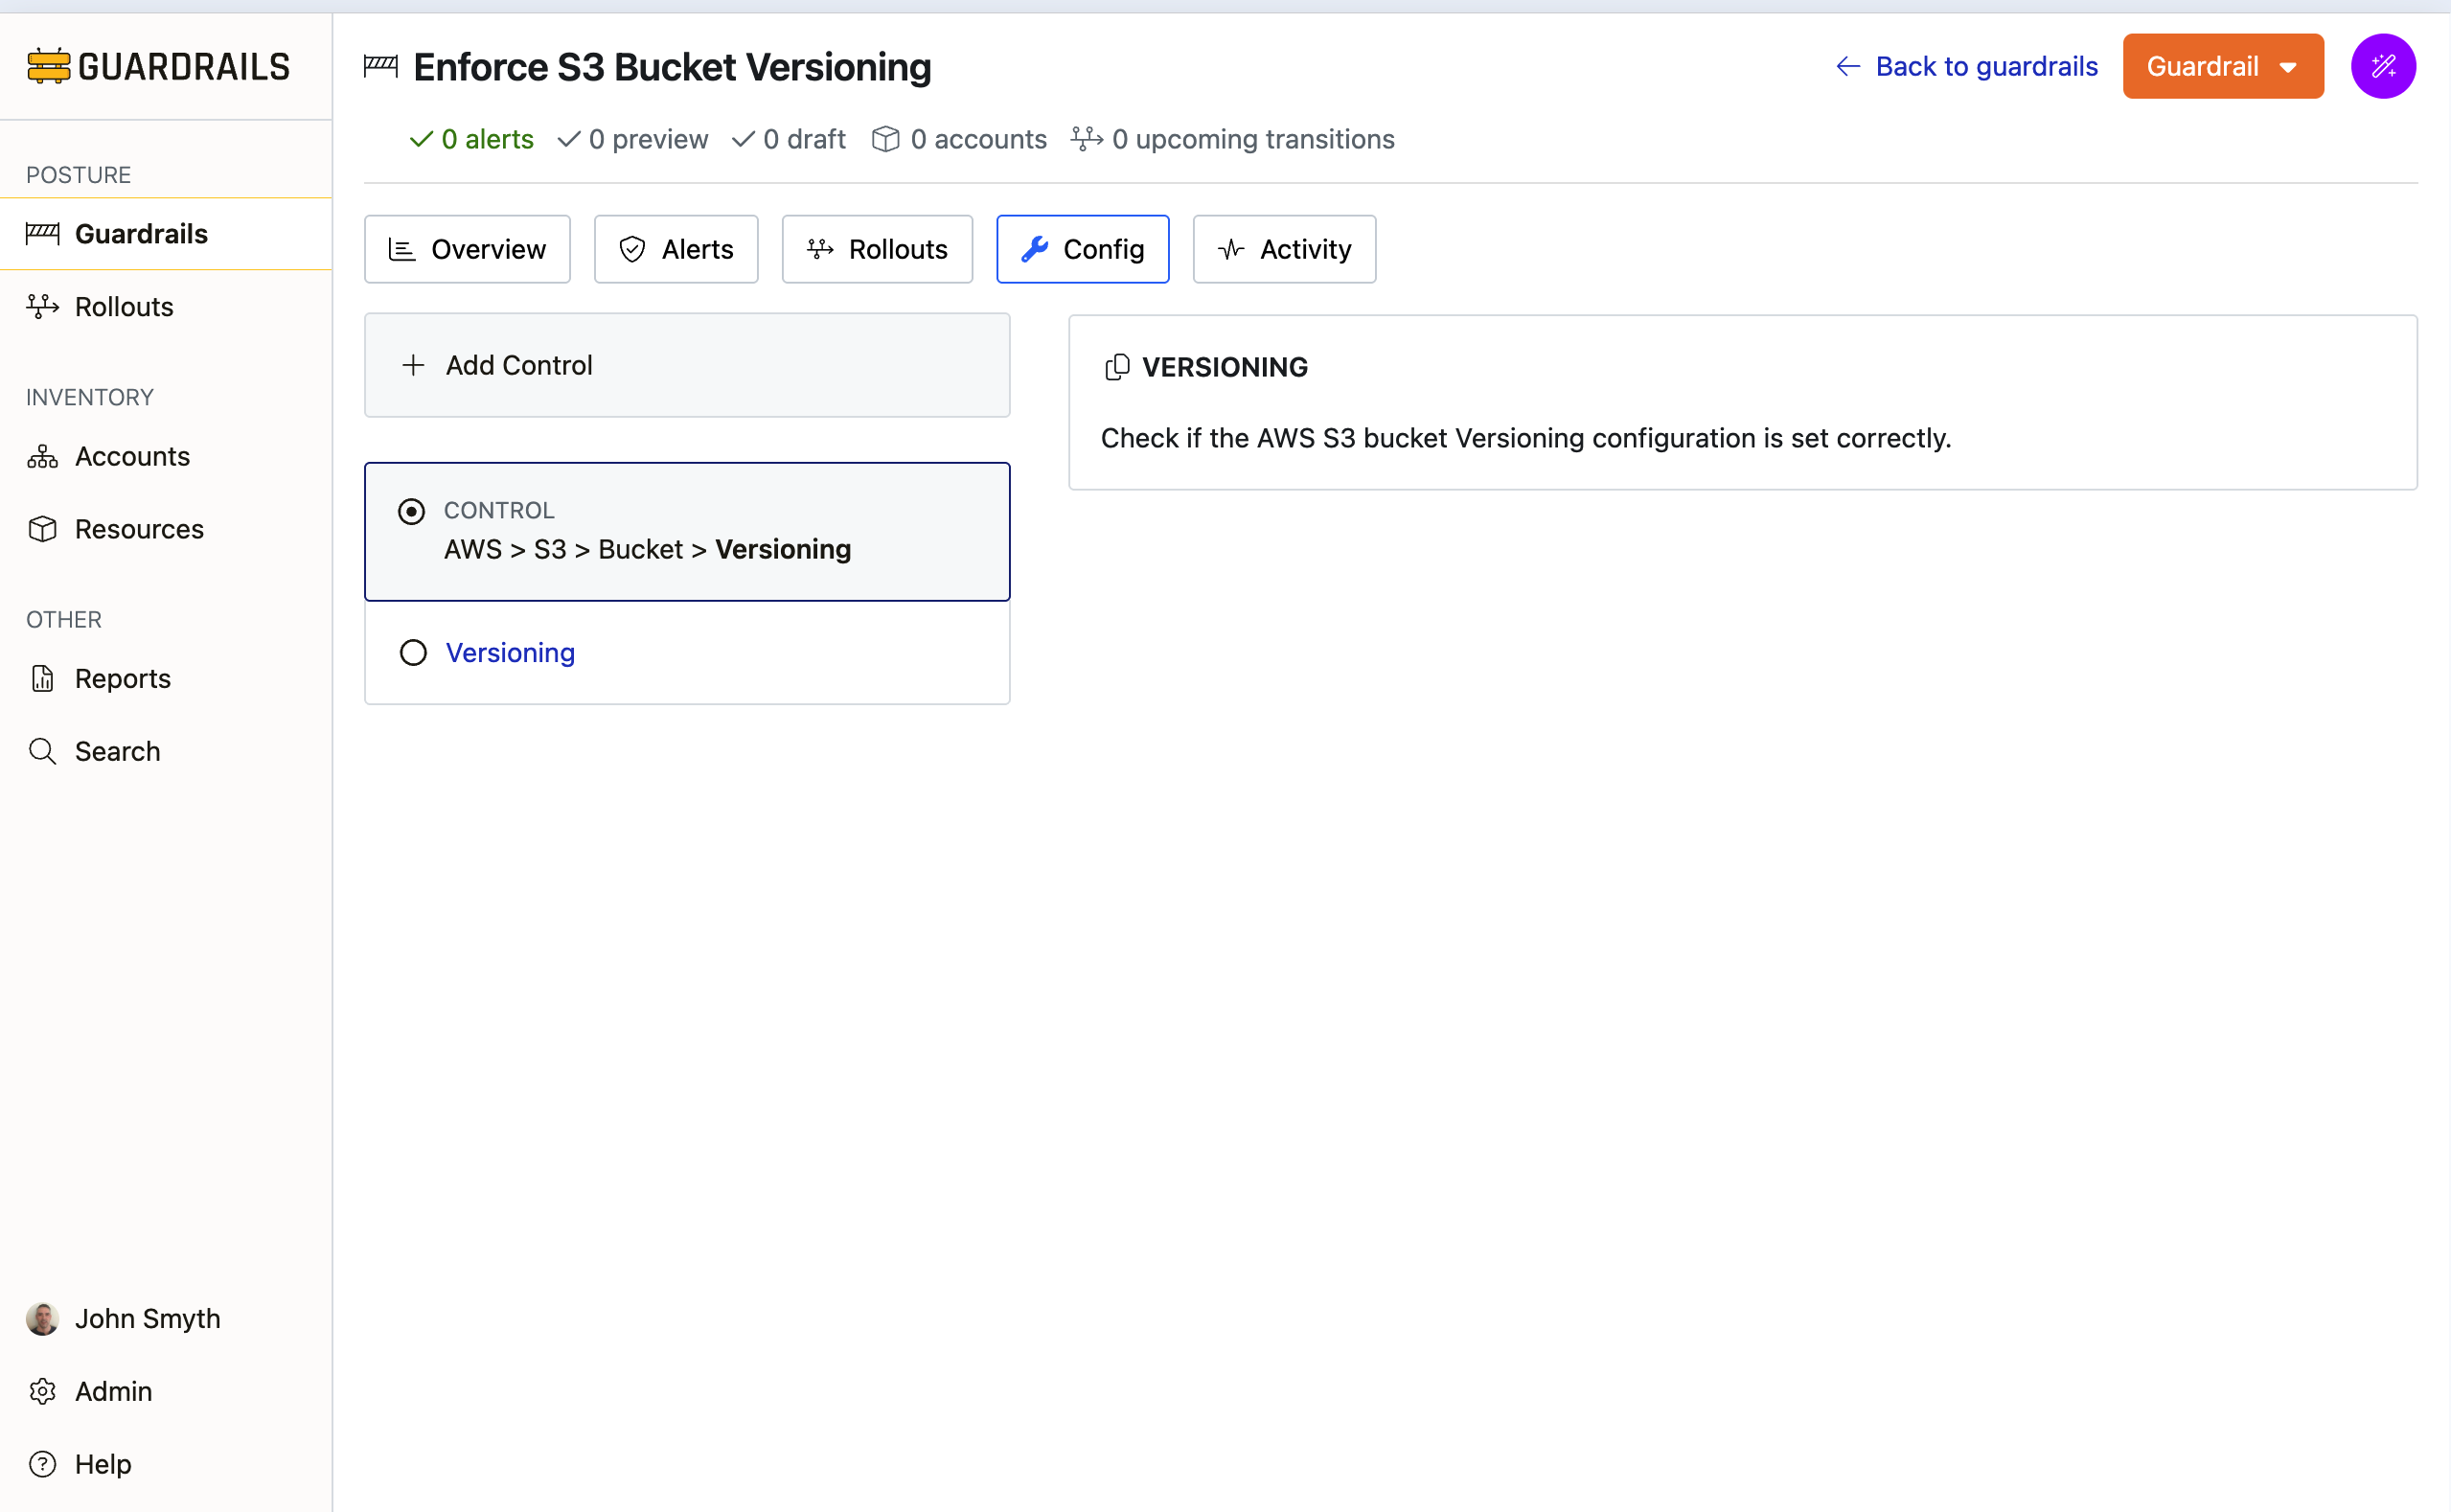 GUARDRAILS
POSTURE
Guardrails
Rollouts
INVENTORY
Accounts
Resources
OTHER
Reports
Search
John Smyth
Admin
Help
Enforce S3 Bucket Versioning
Back to guardrails
Guardrail
0 alerts 0 preview 0 draft 0 accounts 0 upcoming transitions
Overview Alerts Rollouts Config Activity
Add Control
CONTROL
AWS > S3 > Bucket > Versioning
Versioning
VERSIONING
Check if the AWS S3 bucket Versioning configuration is set correctly.